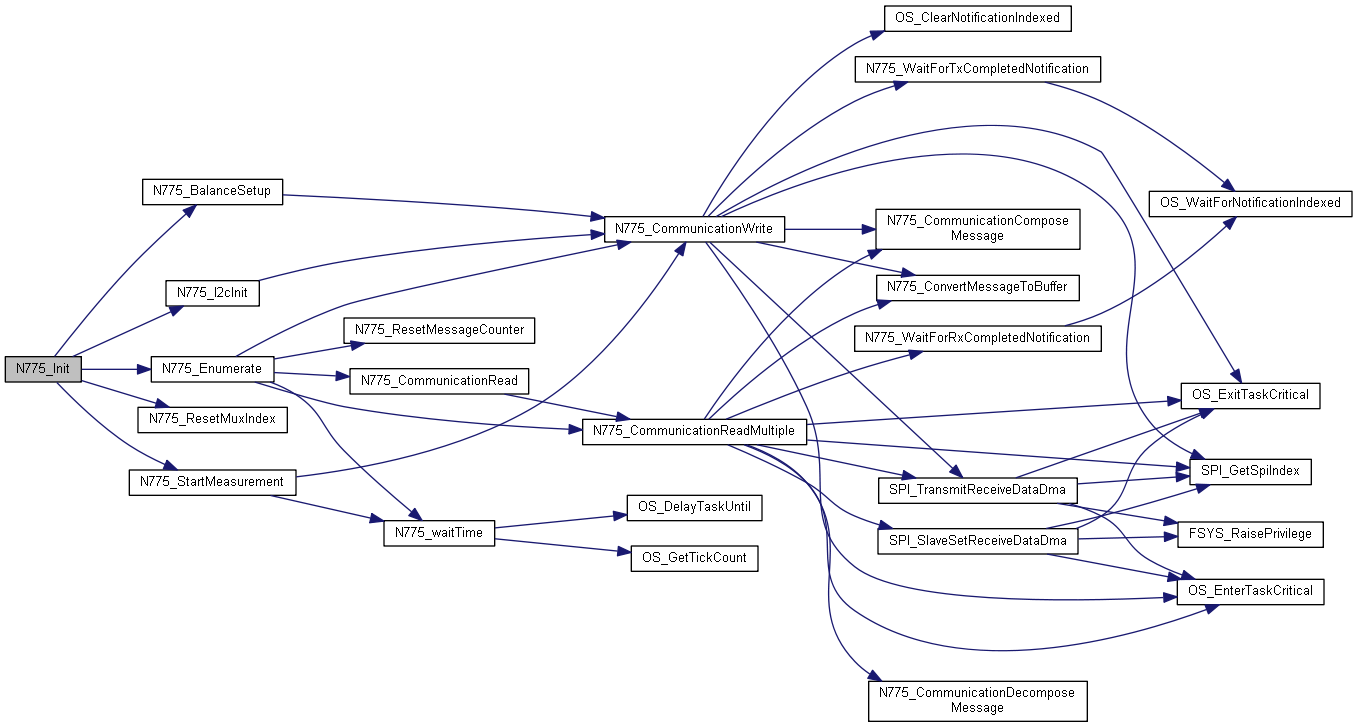 OS_ClearNotificationIndexed
N775_WaitForTxCompletedNotification
N775_BalanceSetup
OS_WaitForNotificationIndexed
N775_CommunicationWrite
N775_CommunicationCompose
Message
N775_I2cInit
N775_ConvertMessageToBuffer
N775_ResetMessageCounter
N775_WaitForRxCompletedNotification
N775_Init
N775_Enumerate
N775_CommunicationRead
OS_ExitTaskCritical
N775_ResetMuxIndex
N775_CommunicationReadMultiple
SPI_GetSpiIndex
N775_StartMeasurement
SPI_TransmitReceiveDataDma
OS_DelayTaskUntil
N775_waitTime
FSYS_RaisePrivilege
SPI_SlaveSetReceiveDataDma
OS_GetTickCount
OS_EnterTaskCritical
N775_CommunicationDecompose
Message